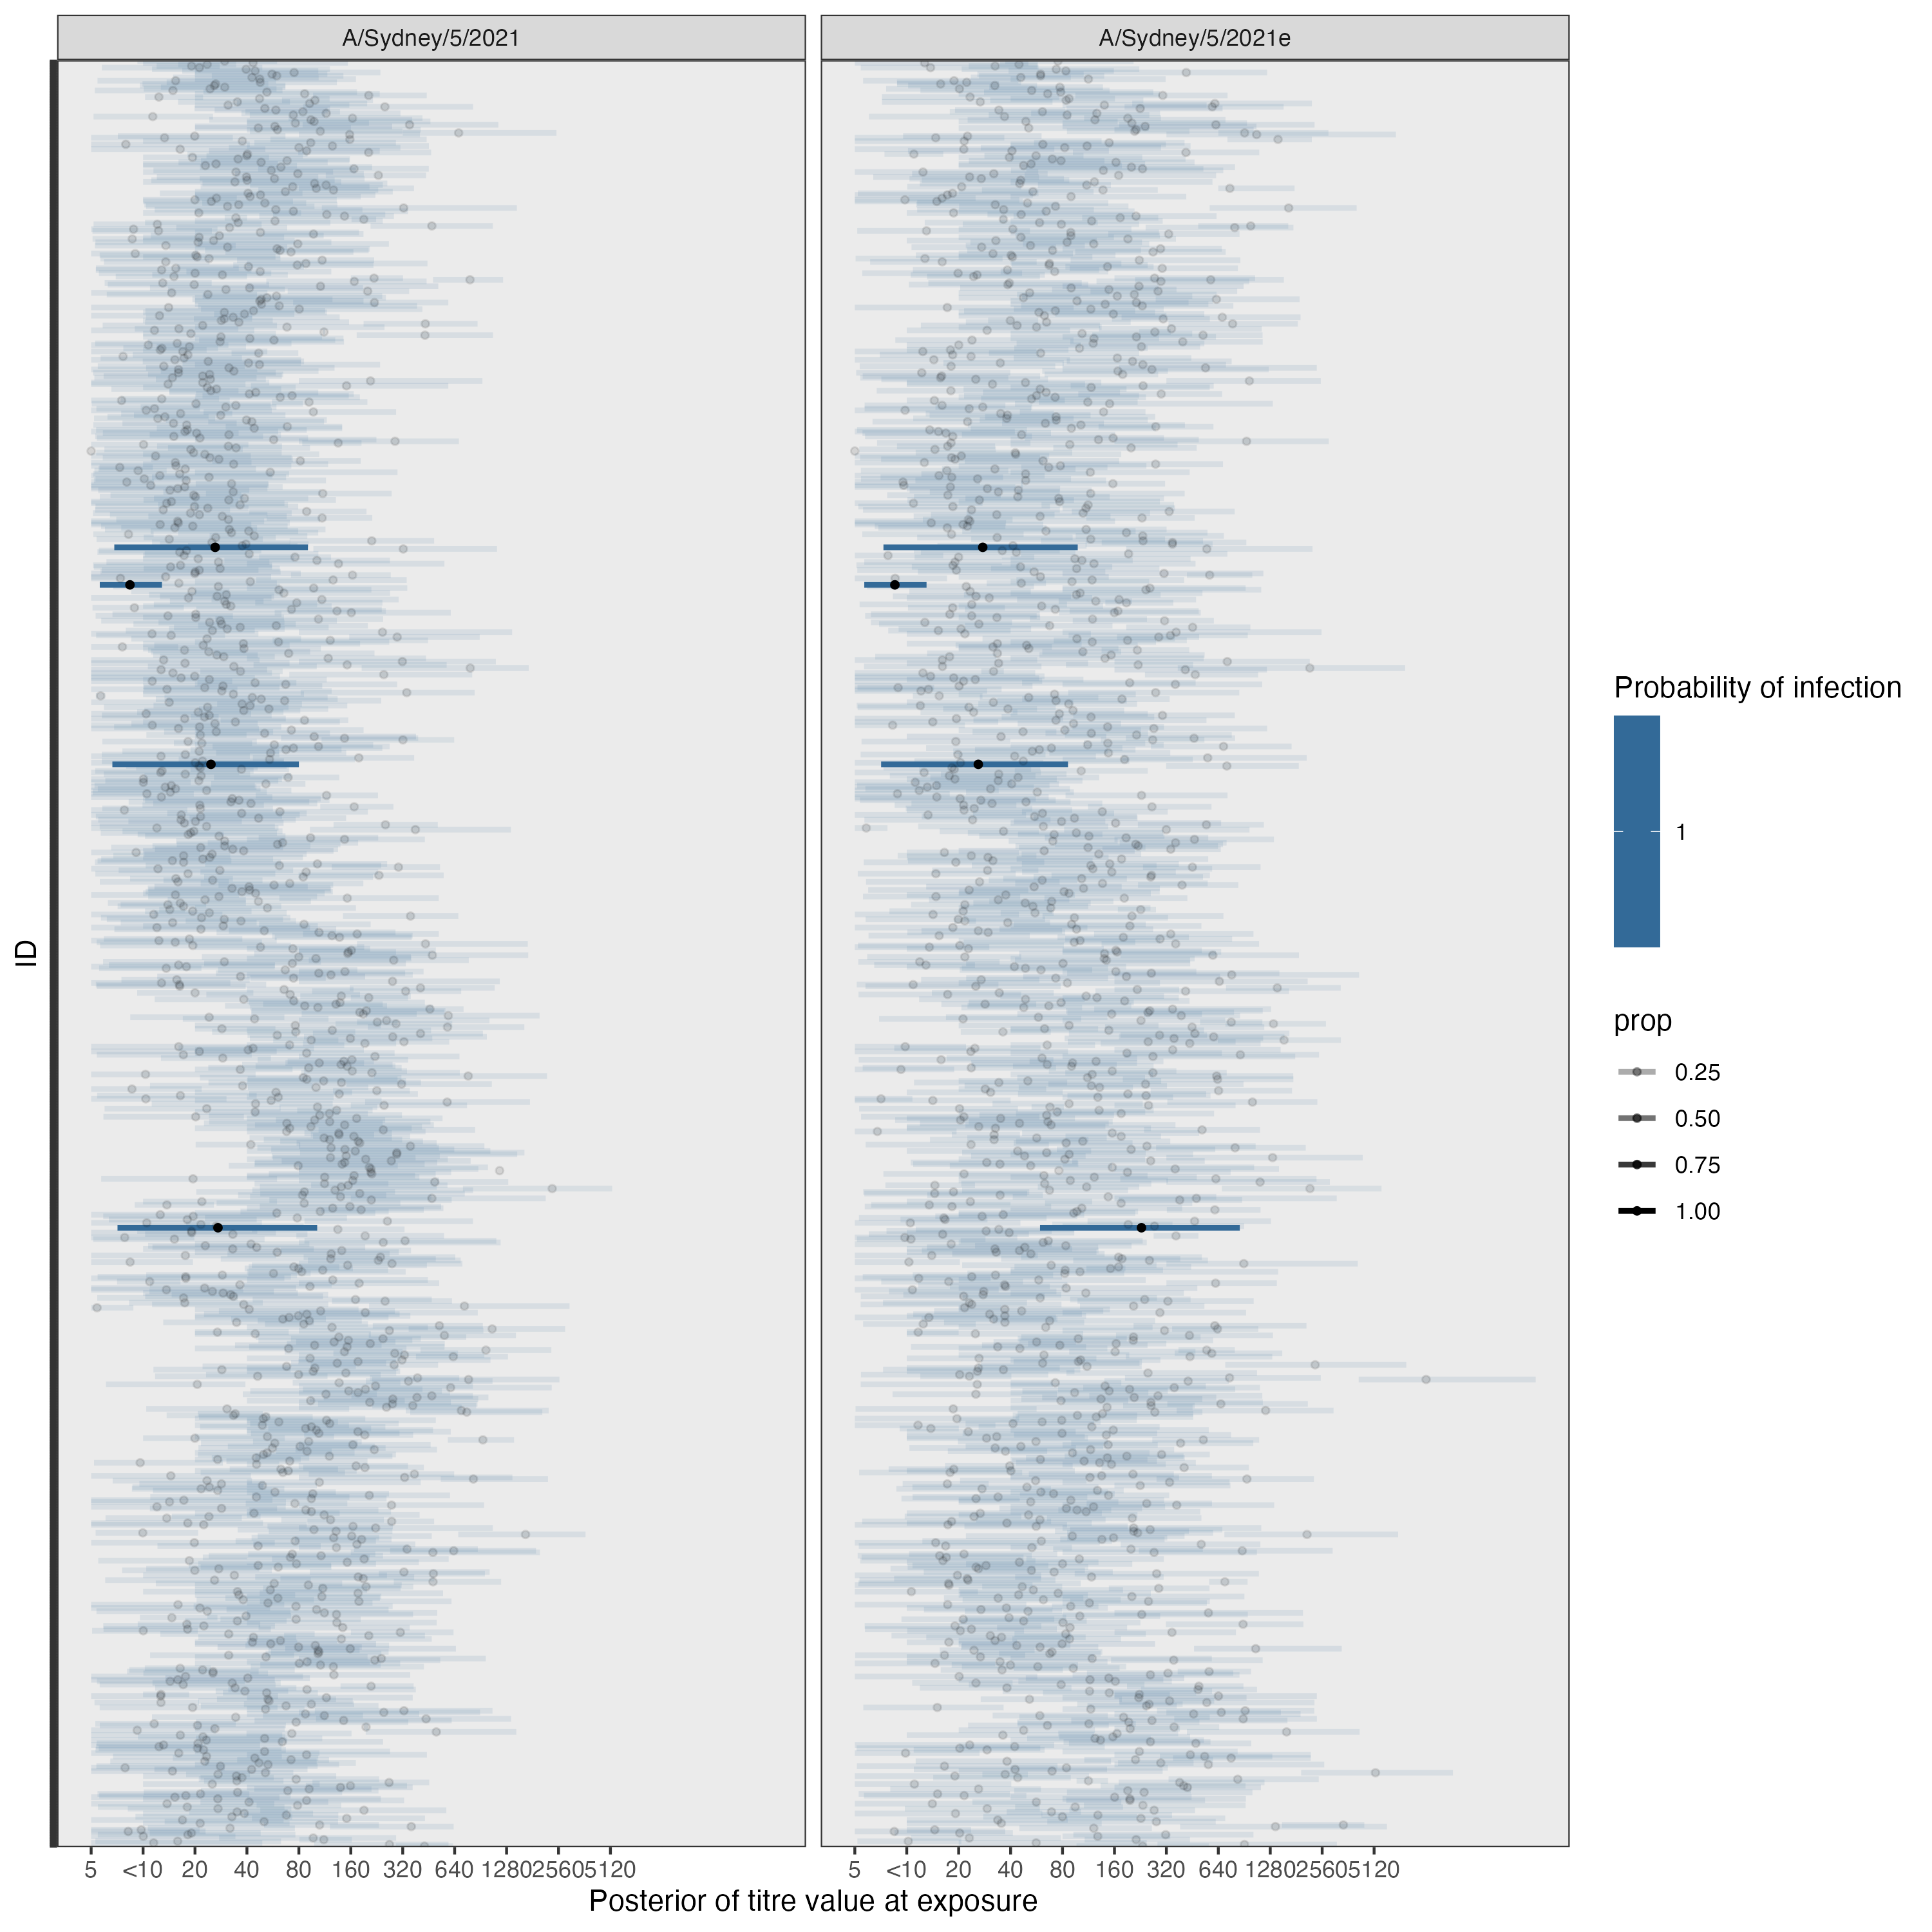 A/Sydney/5/2021
A/Sydney/5/2021e
ID
5 <10 20 40 80 160 320 640 1280 2560 5120
5 <10 20 40 80 160 320 640 1280 2560 5120
Posterior of titre value at exposure
Probability of infection
1
prop
0.25
0.50
0.75
1.00